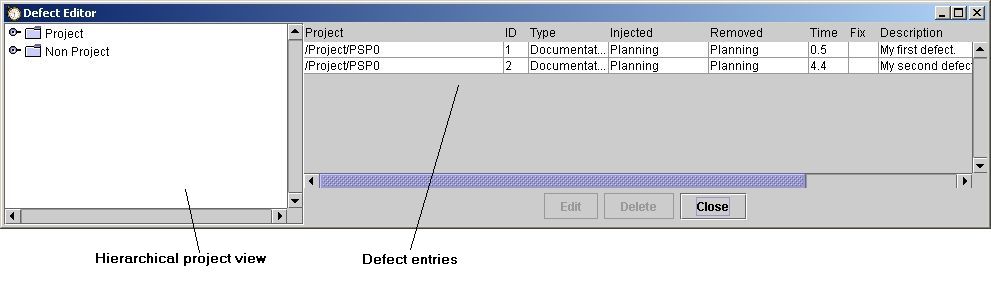 Defect Editor
Project
Non Project
Project ID Type Injected Removed Time Fix Description
/Project/PSP0 1 Documentat... Planning Planning 0.5 My first defect.
/Project/PSP0 2 Documentat... Planning Planning 4.4 My second defect
Edit Delete Close
Hierarchical project view
Defect entries